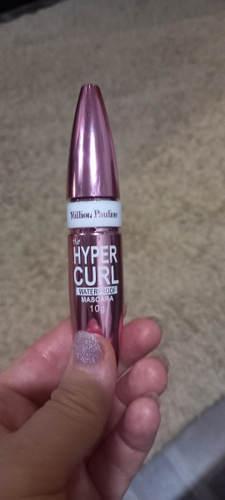 Million Pauline
The
HYPER
CURL
WATERPROOF
MASCARA
10g